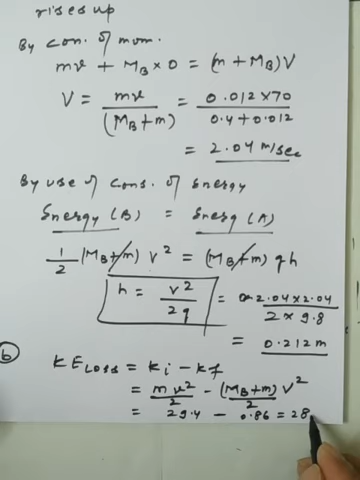 rises up
By con. of mom.
mv + M_B × 0 = (m + M_B) V
V = mv / (M_B + m) = 0.012 × 70 / 0.4 + 0.012
= 2.04 m/sec
By use of cons. of Energy
Energy (B) = Energy (A)
1/2 (M_B + m) V² = (M_B + m) gh
h = V² / 2g = 2.04 × 2.04 / 2 × 9.8
= 0.212 m
(b) KE Loss = Ki - Kf
= mv²/2 - (M_B + m)/2 V²
= 29.4 - 0.86 = 28